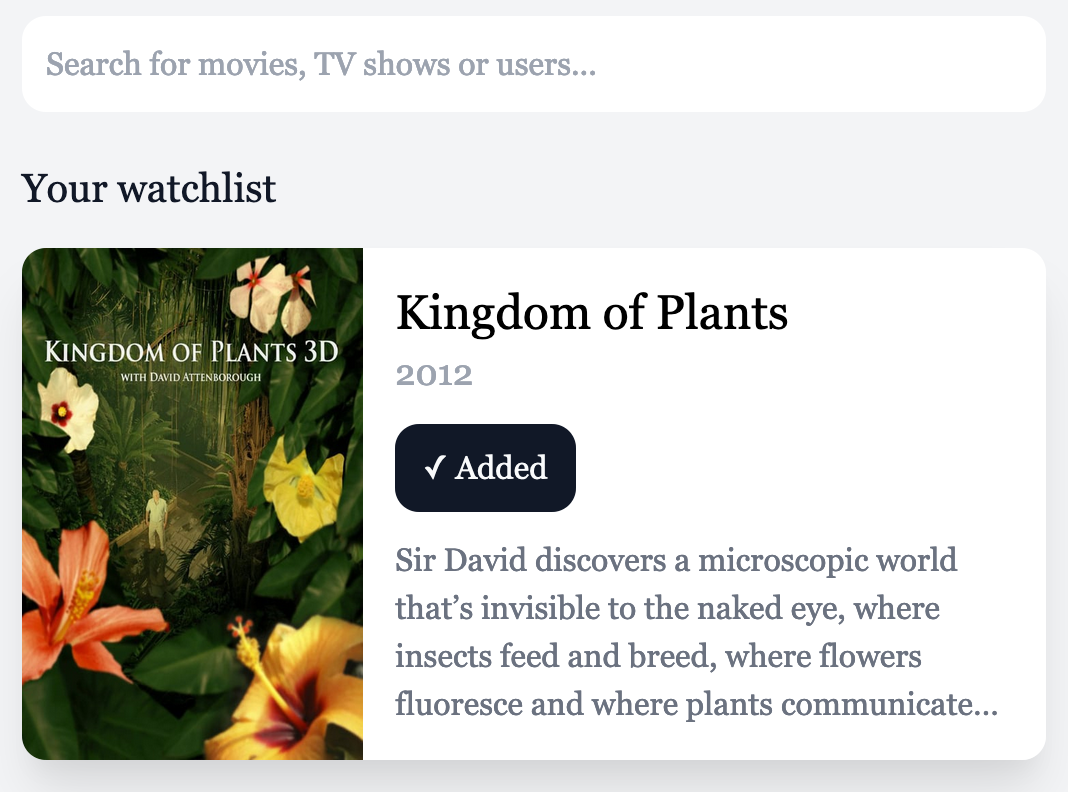 Search for movies, TV shows or users...
Your watchlist
KINGDOM OF PLANTS 3D
WITH DAVID ATTENBOROUGH
Kingdom of Plants
2012
✓ Added
Sir David discovers a microscopic world
that’s invisible to the naked eye, where
insects feed and breed, where flowers
fluoresce and where plants communicate...